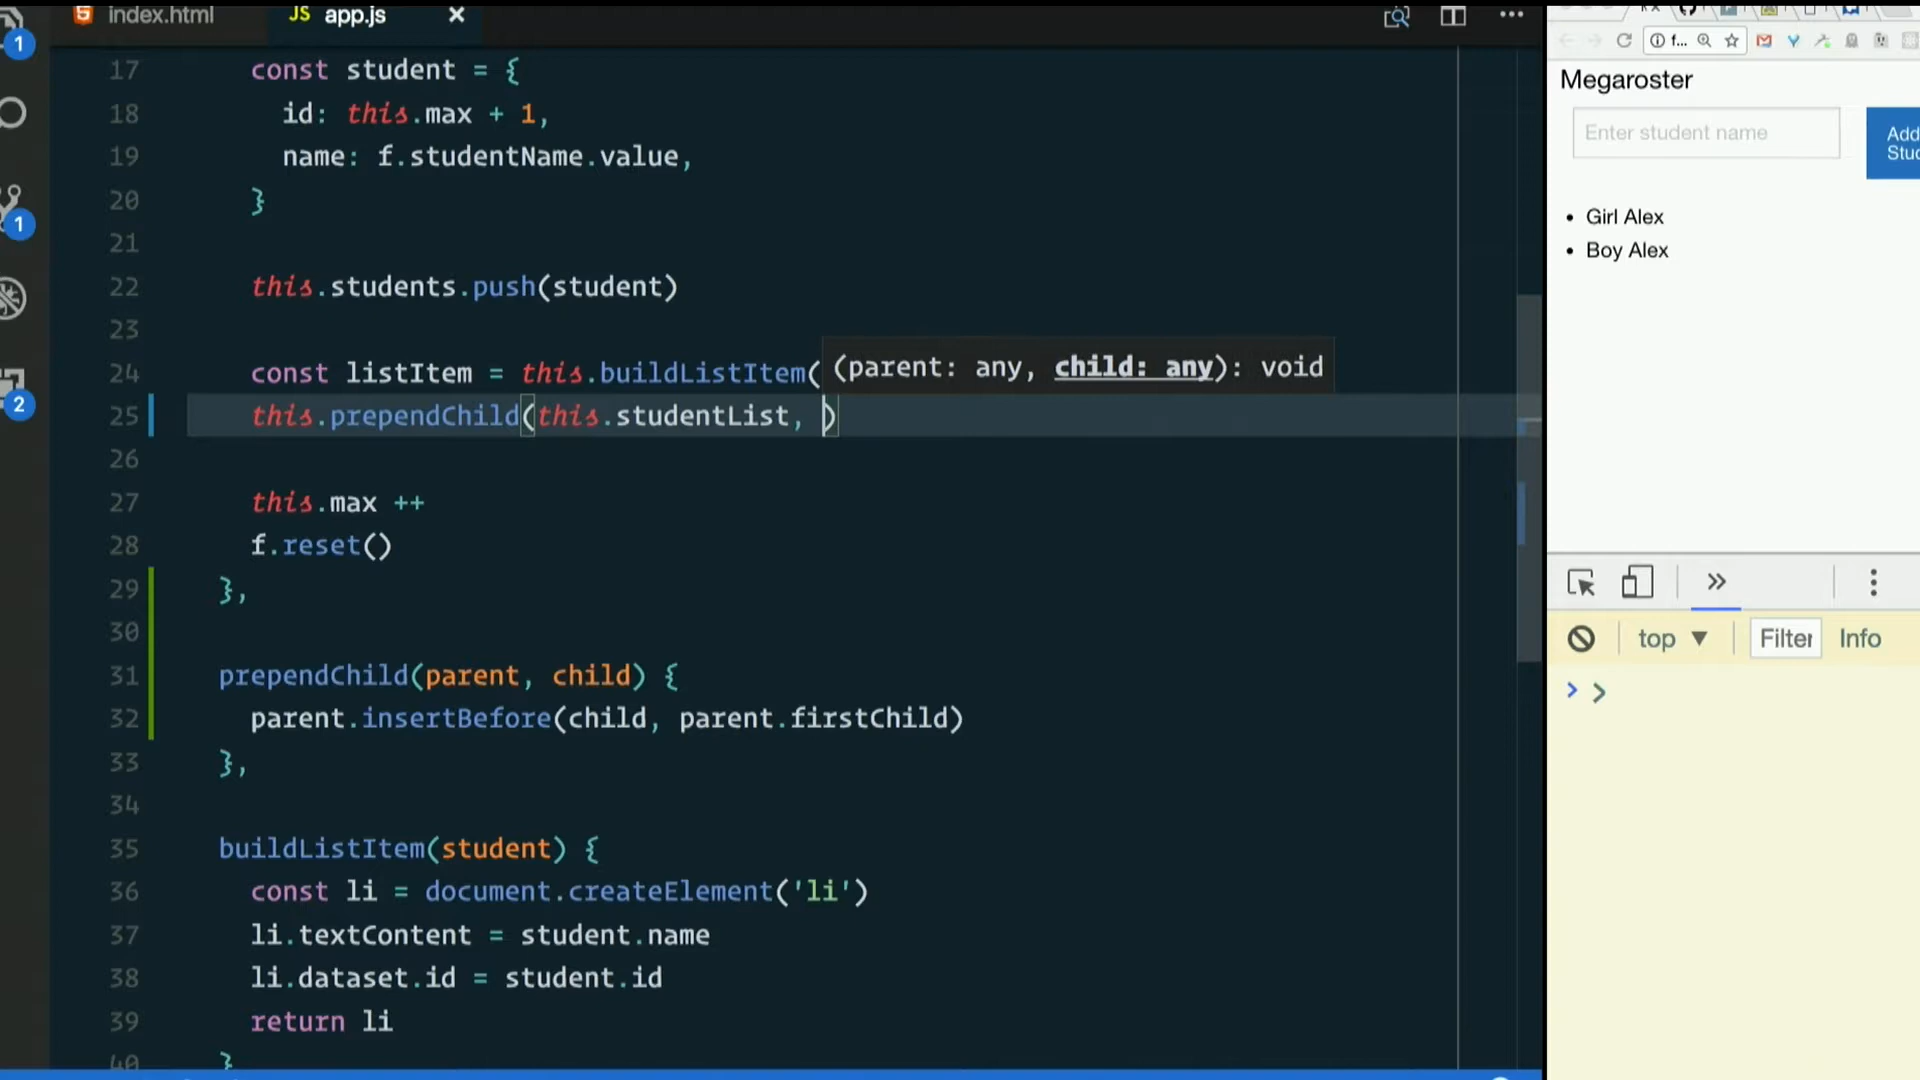 index.html
JS app.js
17 const student = {
18 id: this.max + 1,
19 name: f.studentName.value,
20 }
21
22 this.students.push(student)
23
24 const listItem = this.buildListItem(
(parent: any, child: any): void
25 this.prependChild(this.studentList, )
26
27 this.max ++
28 f.reset()
29 },
30
31 prependChild(parent, child) {
32 parent.insertBefore(child, parent.firstChild)
33 },
34
35 buildListItem(student) {
36 const li = document.createElement('li')
37 li.textContent = student.name
38 li.dataset.id = student.id
39 return li
40 }
1
1
2
f...
Megaroster
Enter student name
Add
Stuc
• Girl Alex
• Boy Alex
top ▼ Filter Info
> >